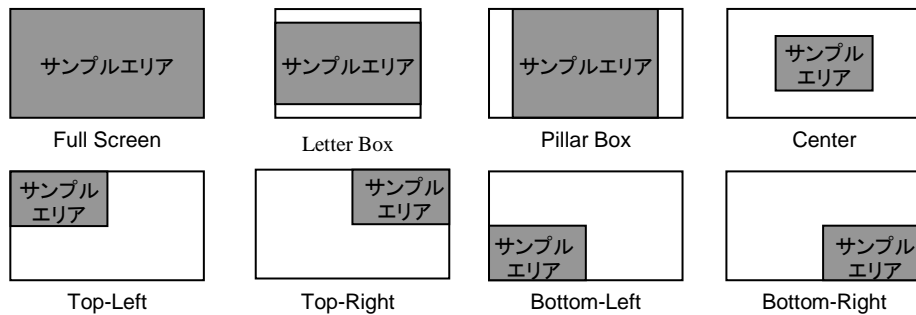 サンプルエリア
サンプルエリア
サンプルエリア
サンプル
エリア
Full Screen
Letter Box
Pillar Box
Center
サンプル
エリア
サンプル
エリア
サンプル
エリア
サンプル
エリア
Top-Left
Top-Right
Bottom-Left
Bottom-Right